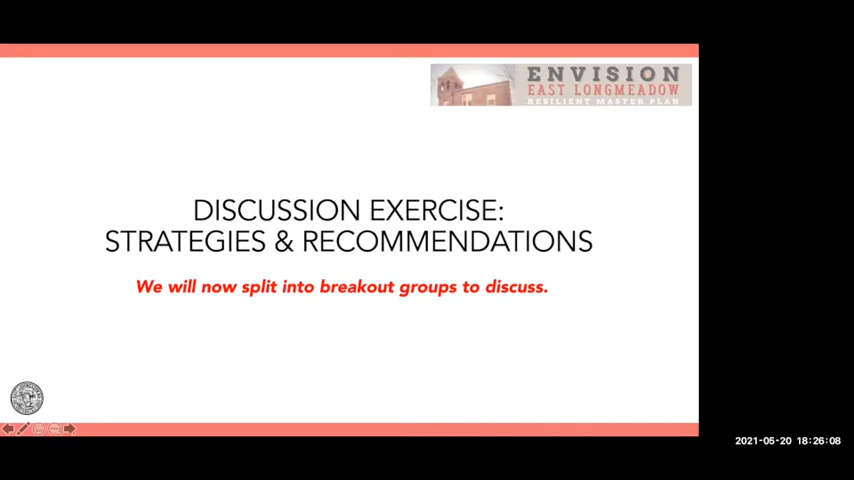 ENVISION
EAST LONGMEADOW
RESILIENT MASTER PLAN
DISCUSSION EXERCISE:
STRATEGIES & RECOMMENDATIONS
We will now split into breakout groups to discuss.
2021-05-20 18:26:08